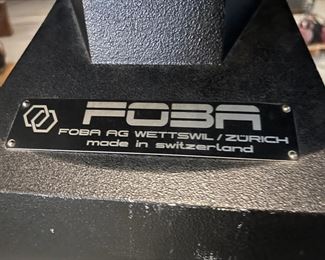 FOBA
FOBA AG WETTSWIL/ZÜRICH
made in switzerland